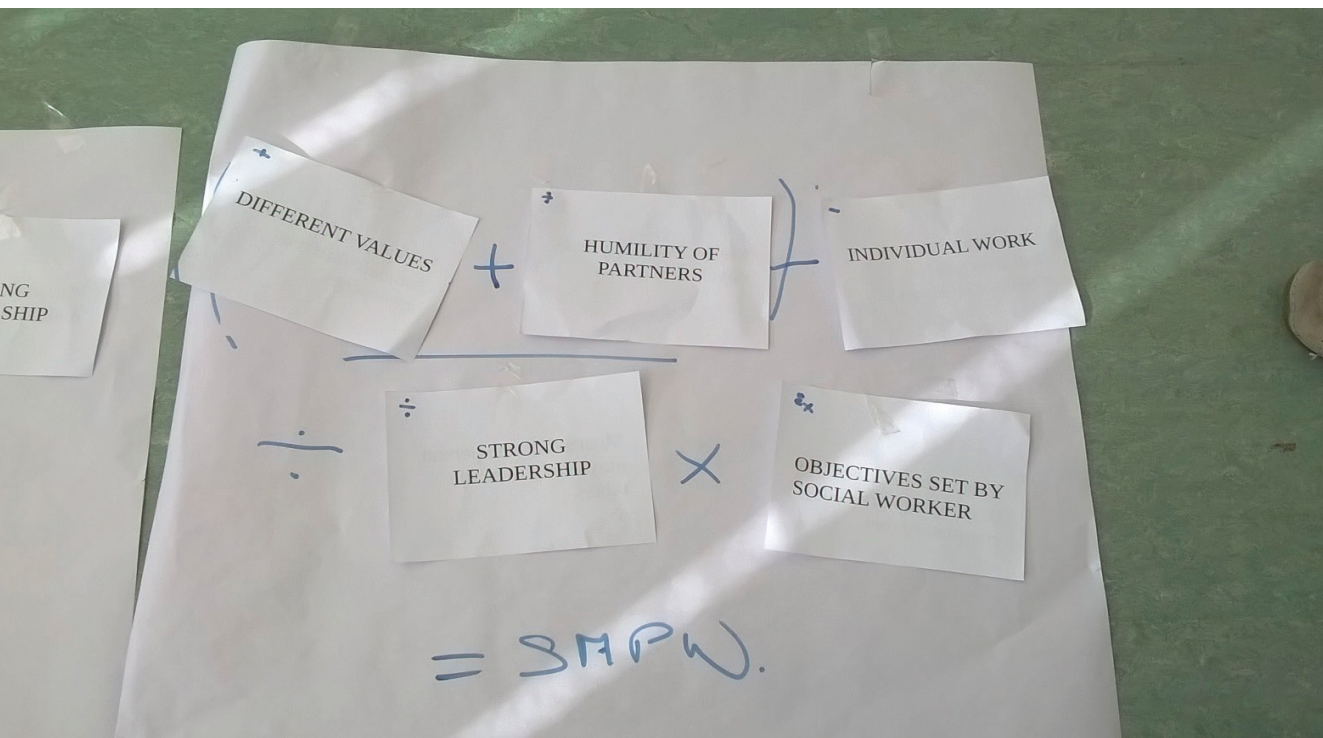 NG
SHIP
DIFFERENT VALUES
+
HUMILITY OF
PARTNERS
)
-
INDIVIDUAL WORK
÷
÷
STRONG
LEADERSHIP
×
OBJECTIVES SET BY
SOCIAL WORKER
= SMPW.